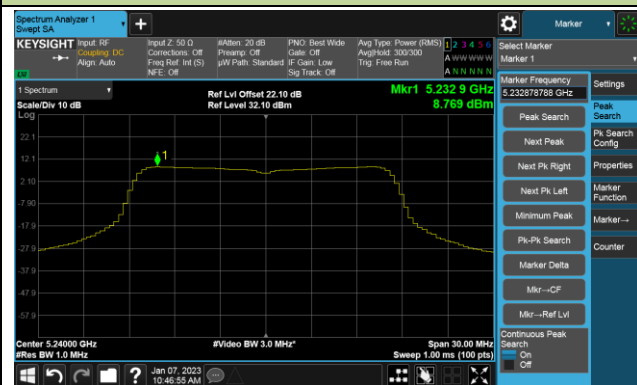 Spectrum Analyzer 1
Swept SA
+
Marker
KEYSIGHT
Input: RF
Coupling: DC
Align: Auto
Input Z: 50 Ω
Corrections: Off
Freq Ref: Int (S)
NFE: Off
#Atten: 20 dB
Preamp: Off
µW Path: Standard
PNO: Best Wide
Gate: Off
IF Gain: Low
Sig Track: Off
Avg Type: Power (RMS)
Avg|Hold: 300/300
Trig: Free Run
1 2 3 4 5 6
A W W W W W
A N N N N N
Select Marker
Marker 1
1 Spectrum
Scale/Div 10 dB
Log
Ref Lvl Offset 22.10 dB
Ref Level 32.10 dBm
Mkr1 5.232 9 GHz
8.769 dBm
1
22.1
12.1
2.10
-7.90
-17.9
-27.9
-37.9
-47.9
-57.9
Center 5.24000 GHz
#Res BW 1.0 MHz
#Video BW 3.0 MHz*
Span 30.00 MHz
Sweep 1.00 ms (100 pts)
Marker Frequency
5.232878788 GHz
Peak Search
Next Peak
Next Pk Right
Next Pk Left
Minimum Peak
Pk-Pk Search
Marker Delta
Mkr→CF
Mkr→Ref Lvl
Continuous Peak
Search
On
Off
Settings
Peak
Search
Pk Search
Config
Properties
Marker
Function
Marker→
Counter
?
Jan 07, 2023
10:46:55 AM